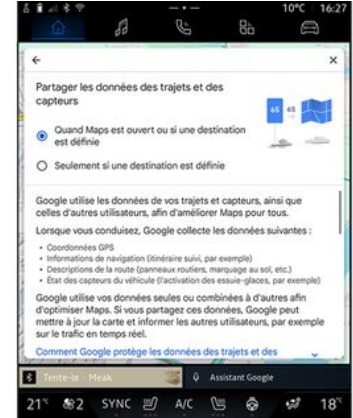 10°C 16:27
Partager les données des trajets et des
capteurs
65 65
Quand Maps est ouvert ou si une destination
est définie
Seulement si une destination est définie
Google utilise les données de vos trajets et capteurs, ainsi que
celles d'autres utilisateurs, afin d'améliorer Maps pour tous.
Lorsque vous conduisez, Google collecte les données suivantes :
• Coordonnées GPS
• Informations de navigation (itinéraire suivi, par exemple)
• Descriptions de la route (panneaux routiers, marquage au sol, etc.)
• État des capteurs du véhicule (l'activation des essuie-glaces, par exemple)
Google utilise vos données seules ou combinées à d'autres afin
d'optimiser Maps. Si vous partagez ces données, Google peut
mettre à jour la carte et informer les autres utilisateurs, par exemple
sur le trafic en temps réel.
Comment Google protège les données des trajets et des
Tente-le Meak Assistant Google
21° 2 SYNC A/C 18°